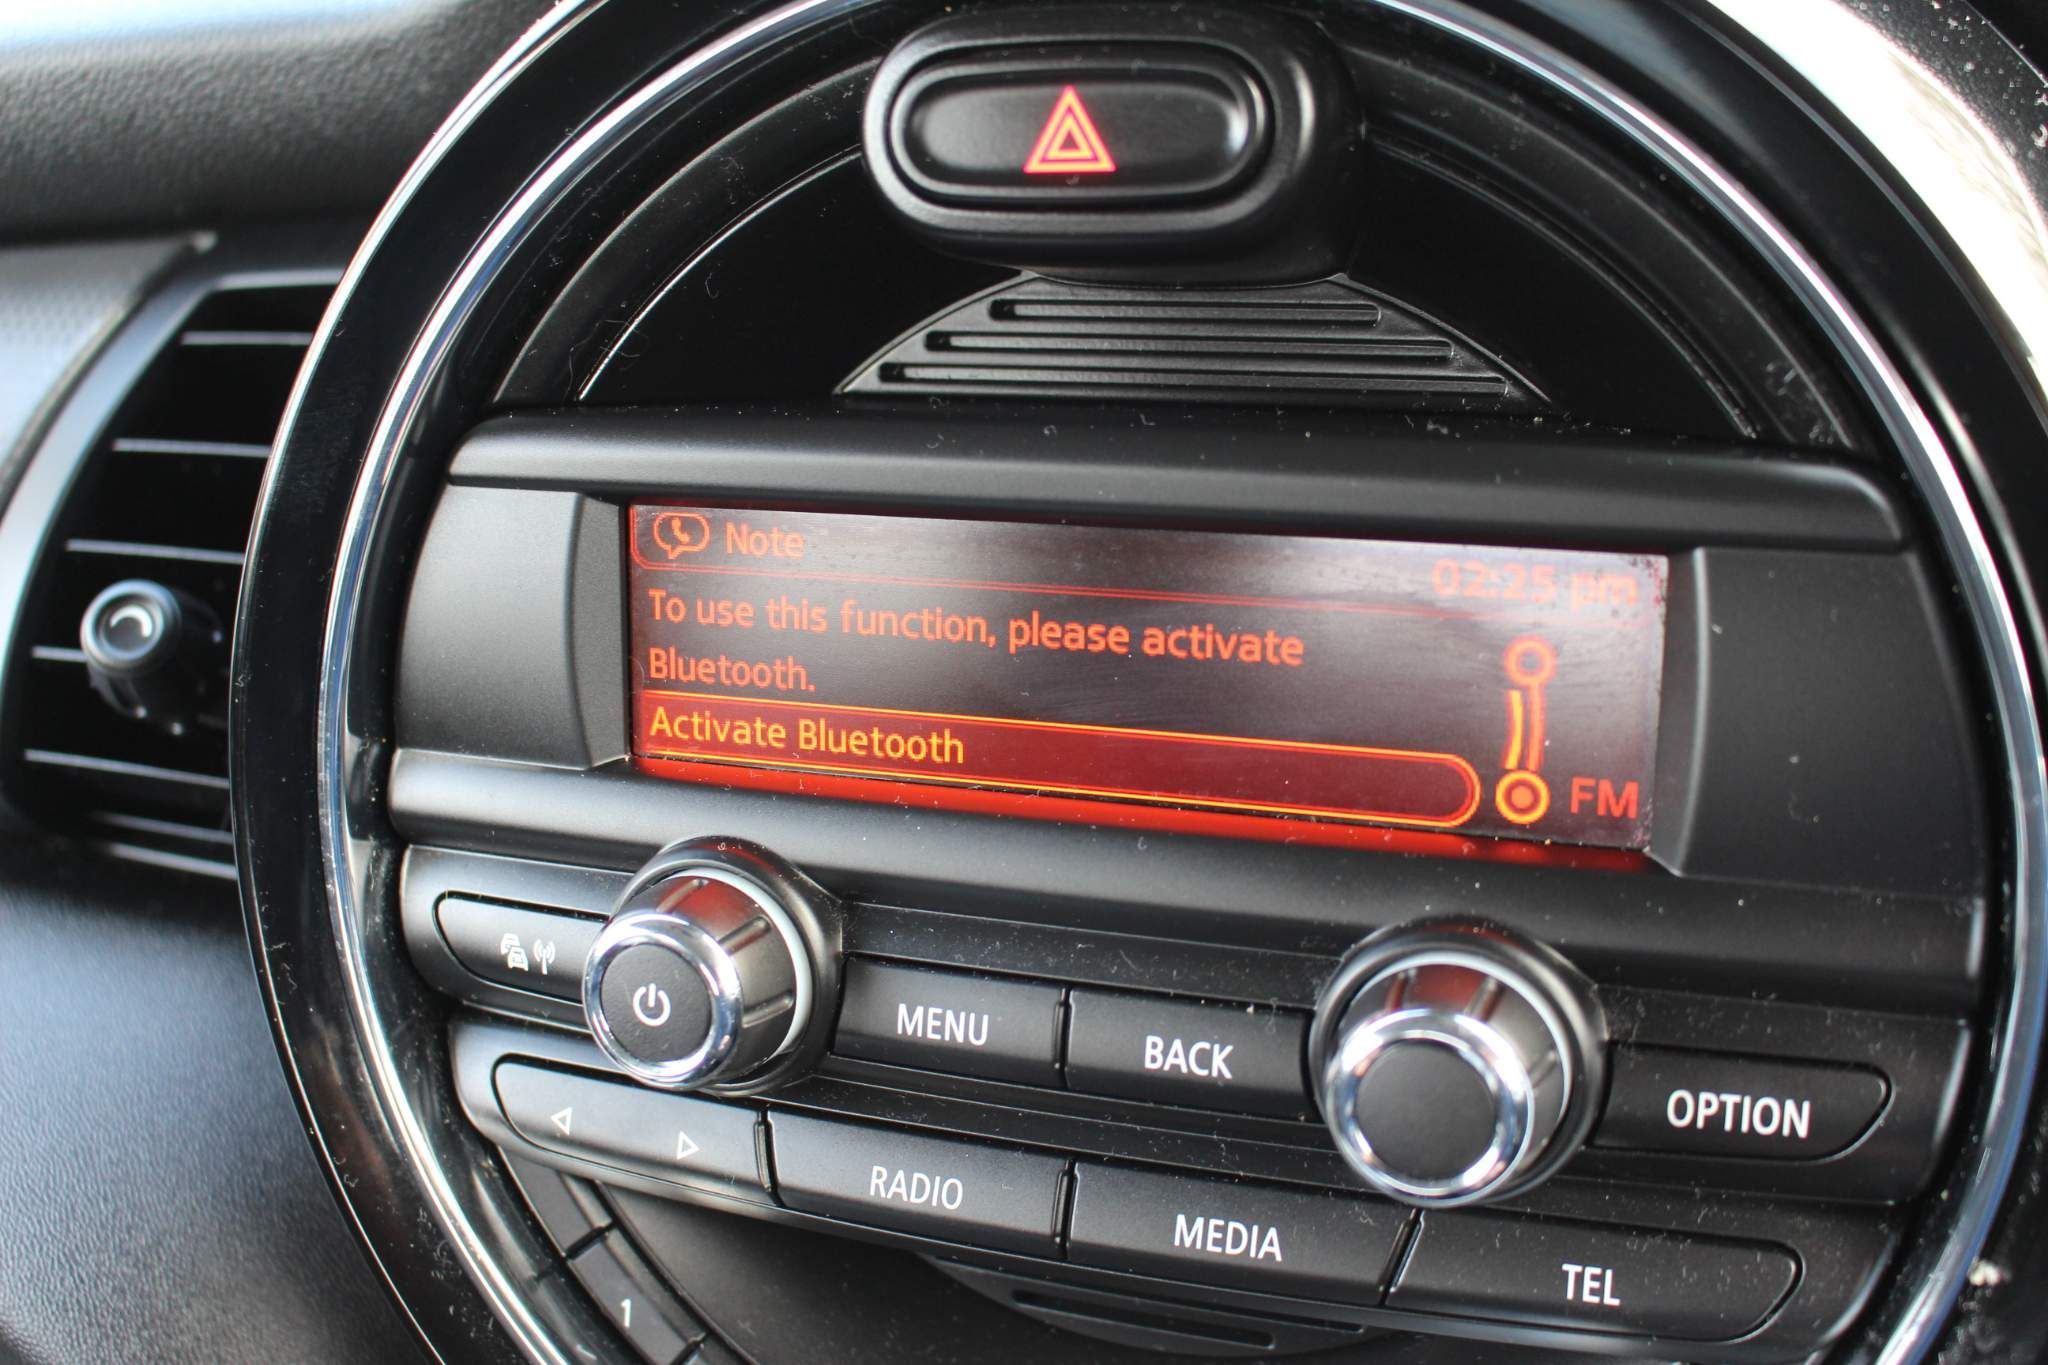 Note
02:25 pm
To use this function, please activate
Bluetooth.
Activate Bluetooth
FM
MENU
BACK
OPTION
RADIO
MEDIA
TEL
1